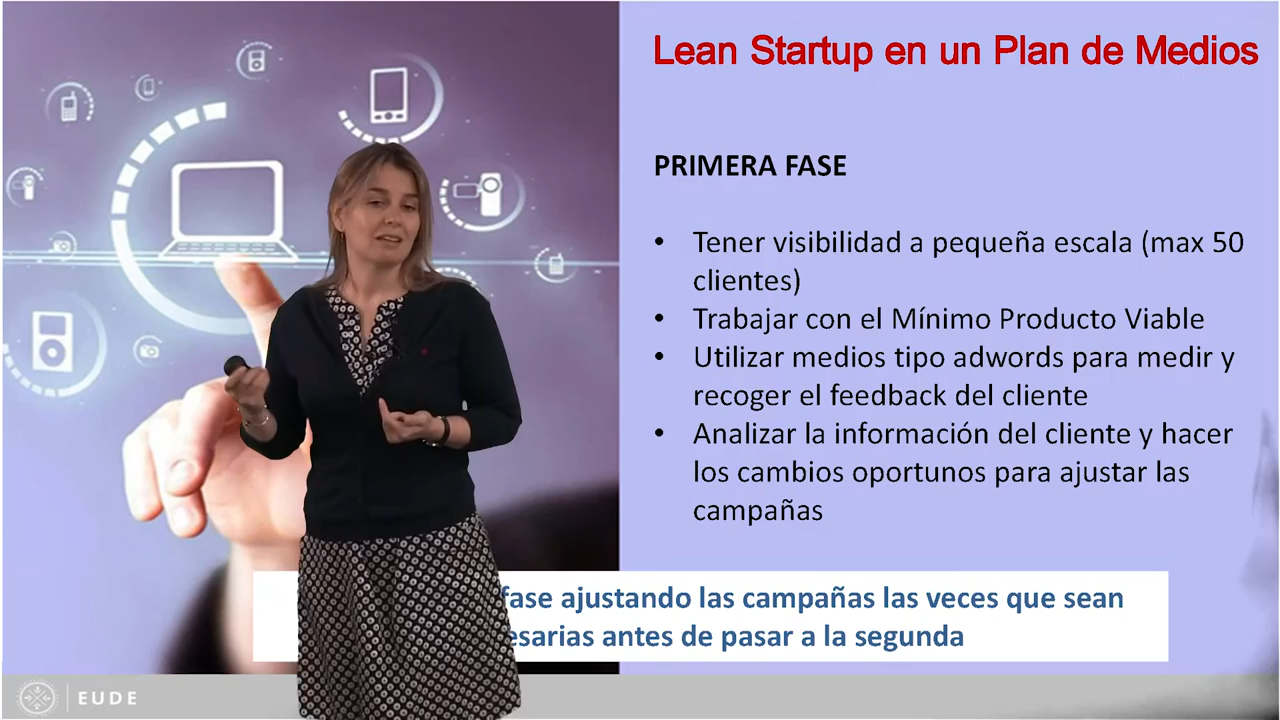 Lean Startup en un Plan de Medios
PRIMERA FASE
• Tener visibilidad a pequeña escala (max 50
clientes)
• Trabajar con el Mínimo Producto Viable
• Utilizar medios tipo adwords para medir y
recoger el feedback del cliente
• Analizar la información del cliente y hacer
los cambios oportunos para ajustar las
campañas
fase ajustando las campañas las veces que sean
antes de pasar a la segunda
EUDE